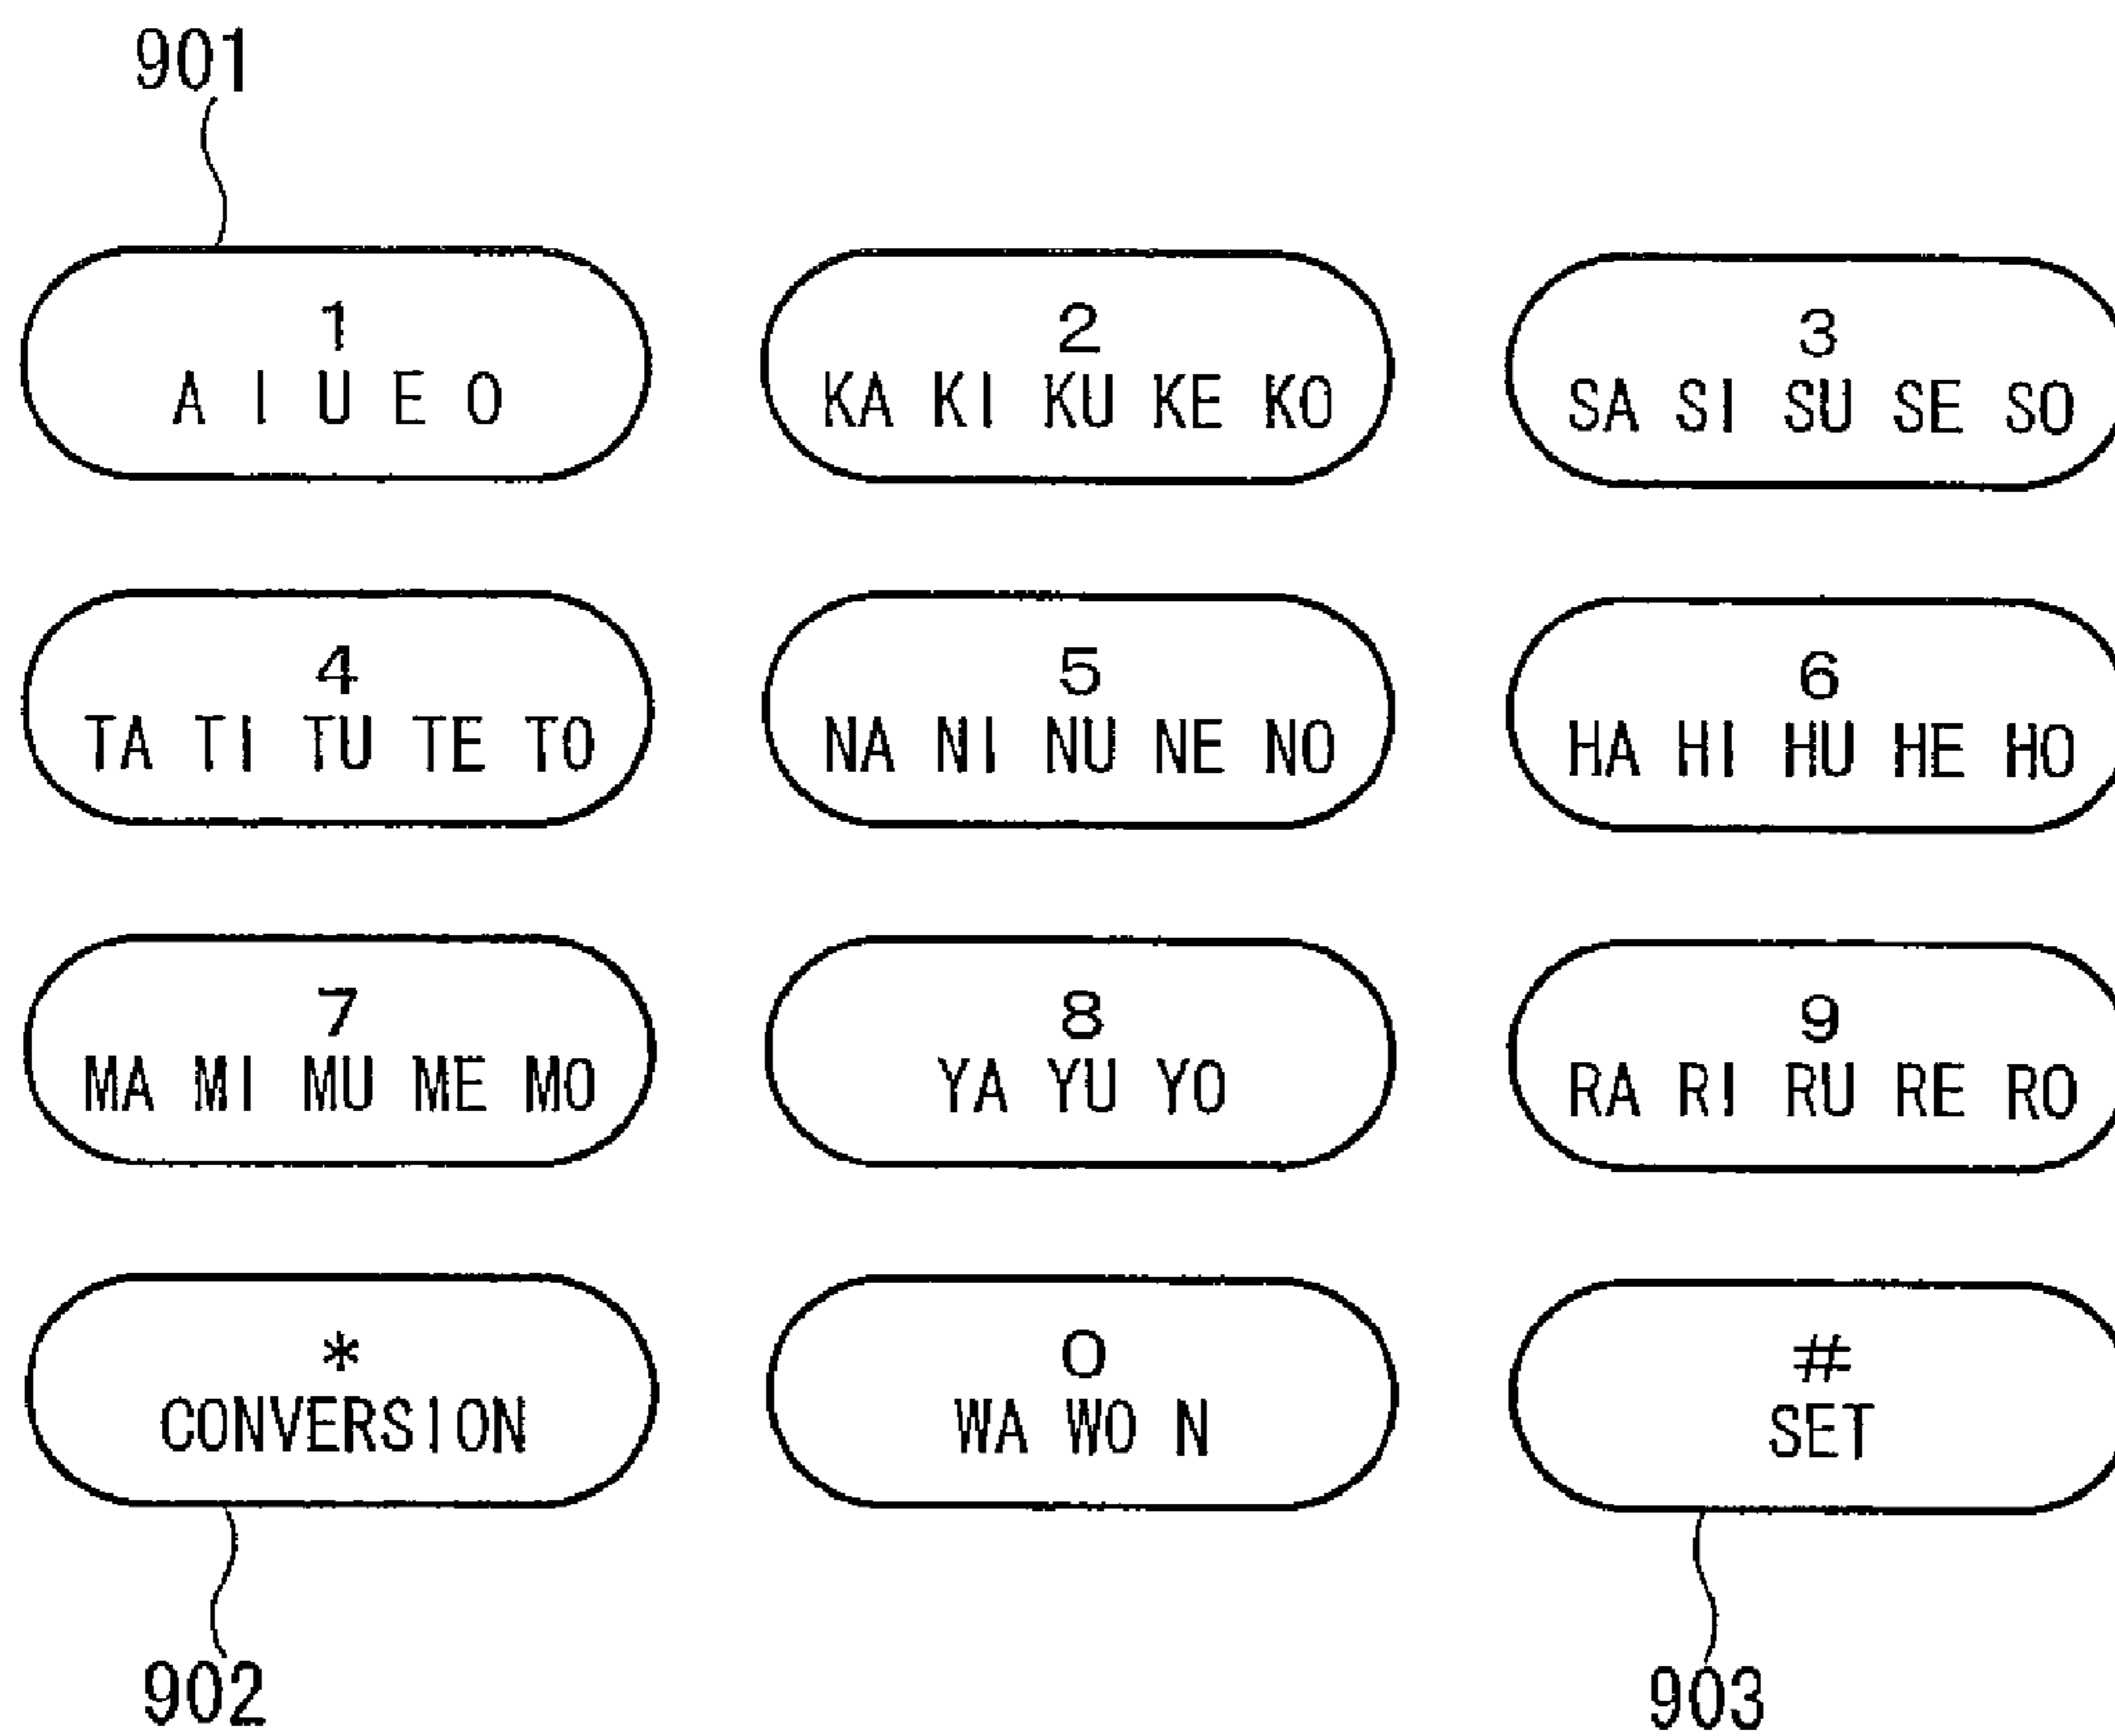 901
1
A I U E O
2
KA KI KU KE KO
3
SA SI SU SE SO
4
TA TI TU TE TO
5
NA NI NU NE NO
6
HA HI HU HE HO
7
MA MI MU ME MO
8
YA YU YO
9
RA RI RU RE RO
*
CONVERSION
0
WA WO N
#
SET
902
903